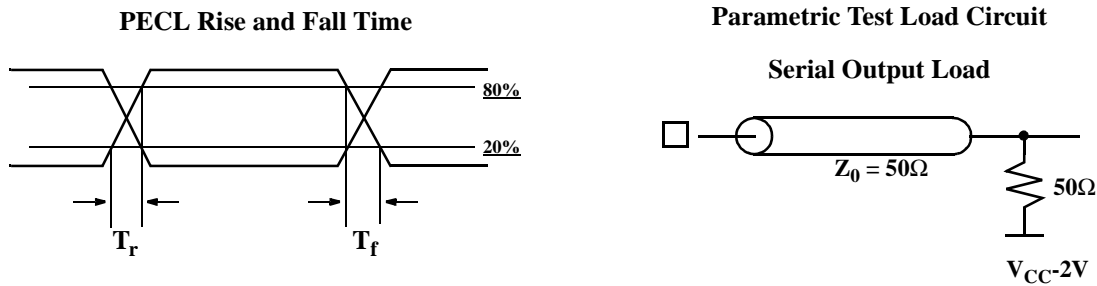 PECL Rise and Fall Time
80%
20%
Tr
Tf
Parametric Test Load Circuit
Serial Output Load
Z0 = 50Ω
50Ω
VCC-2V